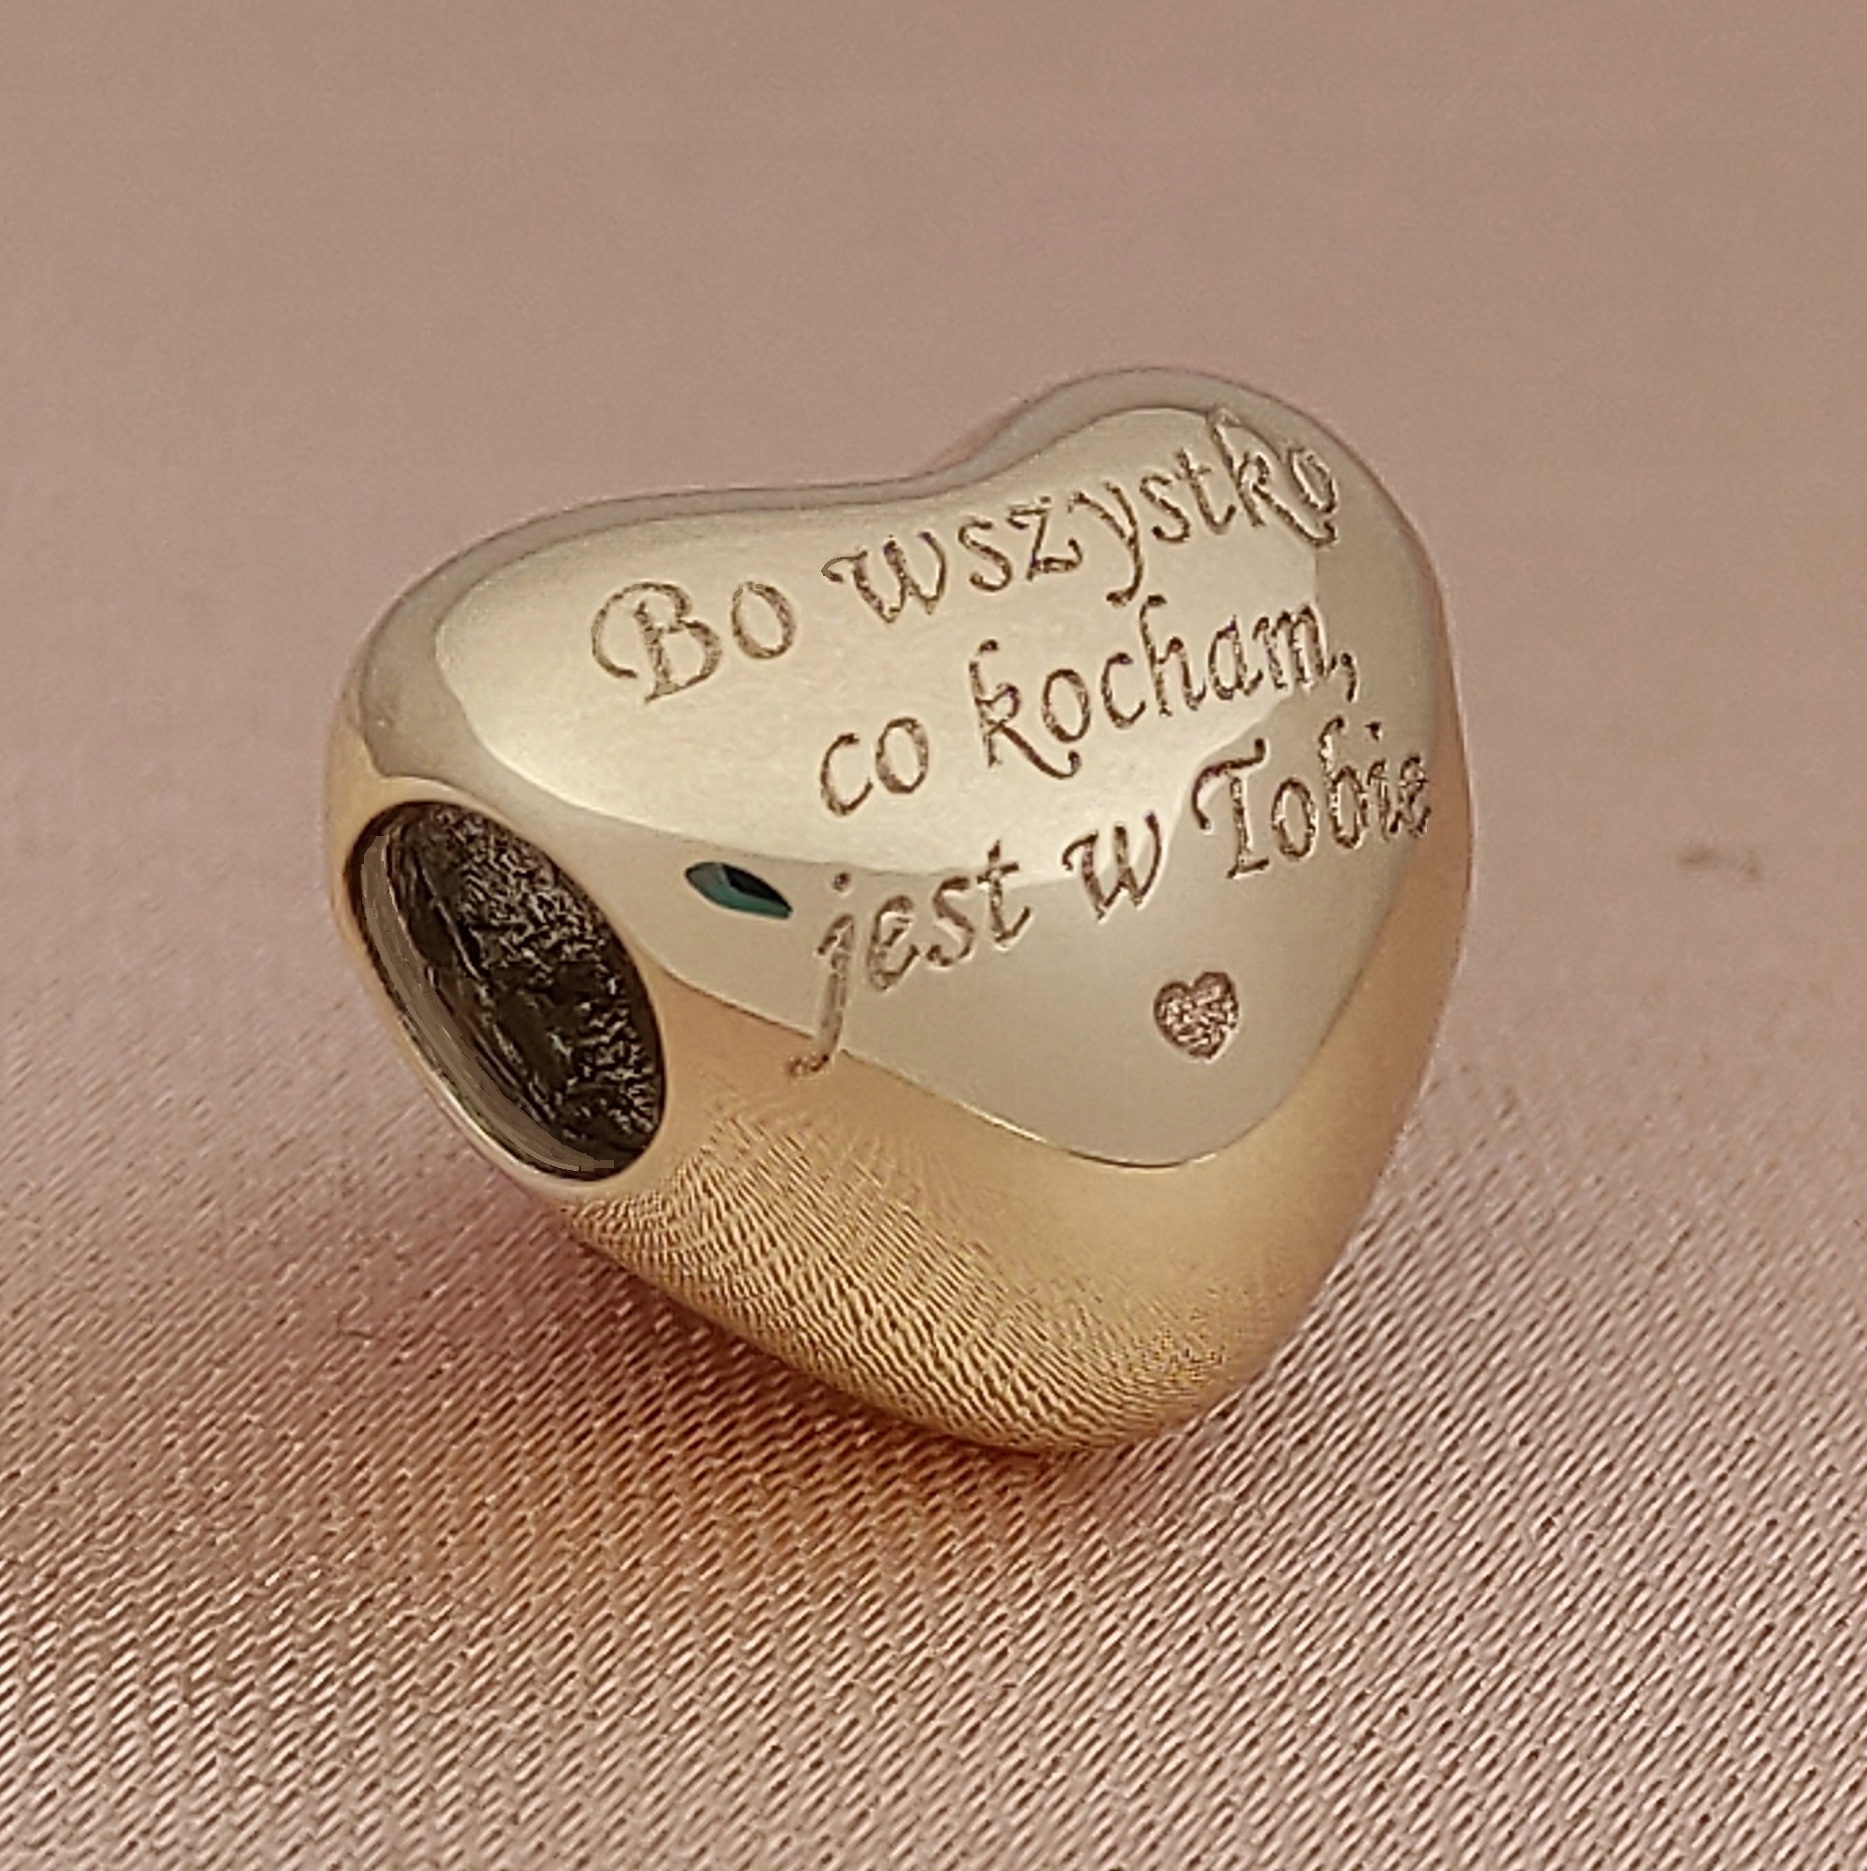 Bo wszystko
co kocham,
jest w Tobie